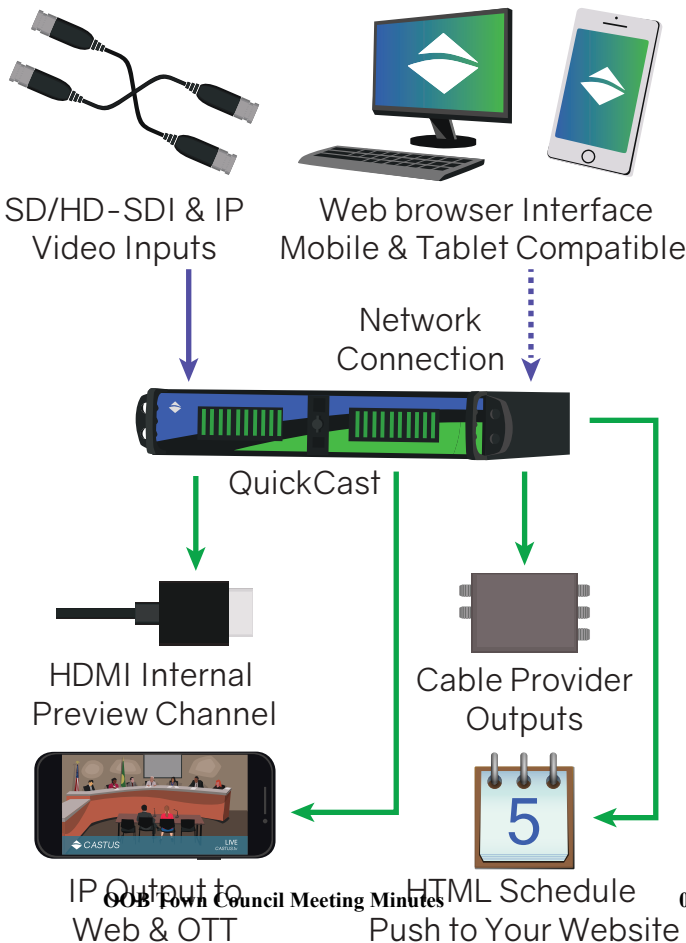 SD/HD-SDI & IP
Video Inputs
Web browser Interface
Mobile & Tablet Compatible
Network
Connection
QuickCast
HDMI Internal
Preview Channel
Cable Provider
Outputs
CASTUS
LIVE
5
IP Output to
Web & OTT
HTML Schedule
Push to Your Website
OOB Town Council Meeting Minutes
0